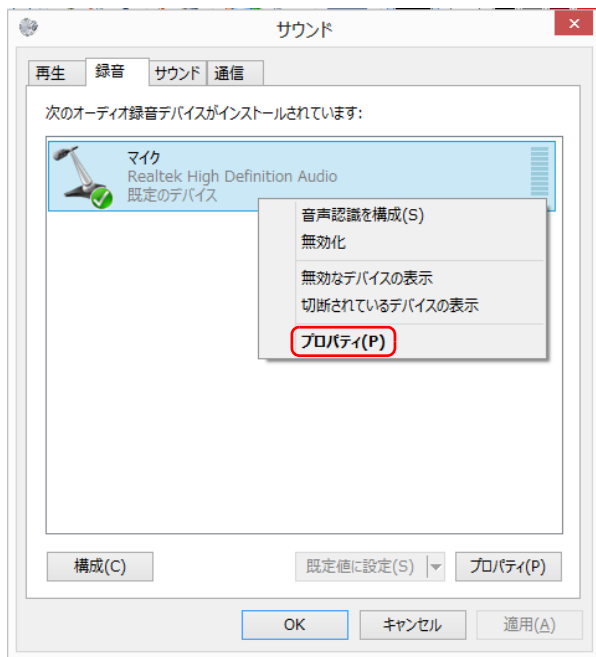 サウンド
再生 録音 サウンド 通信
次のオーディオ録音デバイスがインストールされています:
マイク
Realtek High Definition Audio
既定のデバイス
音声認識を構成(S)
無効化
無効なデバイスの表示
切断されているデバイスの表示
プロパティ(P)
構成(C) 既定値に設定(S) プロパティ(P)
OK キャンセル 適用(A)